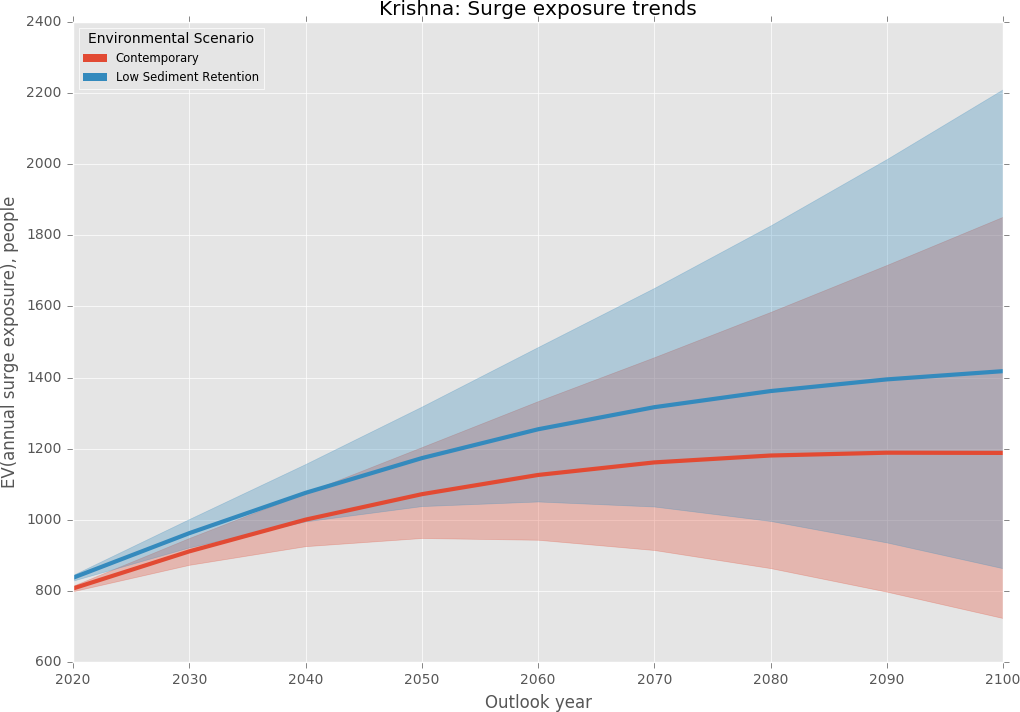 Krishna: Surge exposure trends
Environmental Scenario
Contemporary
Low Sediment Retention
EV(annual surge exposure), people
2400
2200
2000
1800
1600
1400
1200
1000
800
600
2020 2030 2040 2050 2060 2070 2080 2090 2100
Outlook year